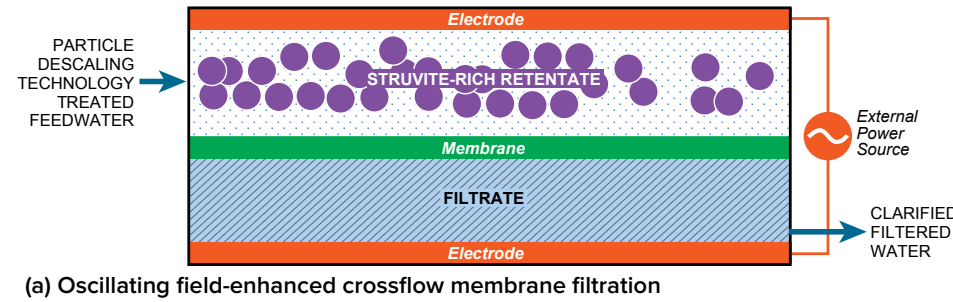 Electrode
PARTICLE
DESCALING
TECHNOLOGY
TREATED
FEEDWATER
STRUVITE-RICH RETENTATE
External
Power
Source
Membrane
FILTRATE
CLARIFIED
FILTERED
WATER
Electrode
(a) Oscillating field-enhanced crossflow membrane filtration